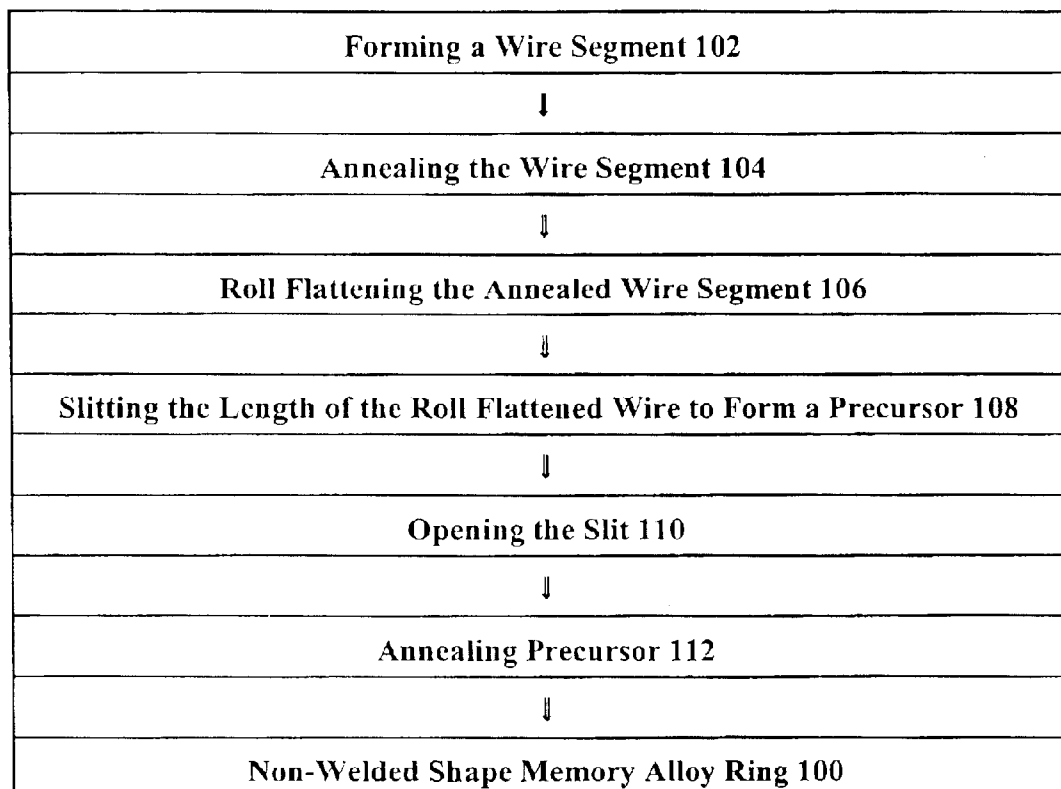 Forming a Wire Segment 102
⬇
Annealing the Wire Segment 104
⇓
Roll Flattening the Annealed Wire Segment 106
⇓
Slitting the Length of the Roll Flattened Wire to Form a Precursor 108
⇓
Opening the Slit 110
⇓
Annealing Precursor 112
⇓
Non-Welded Shape Memory Alloy Ring 100